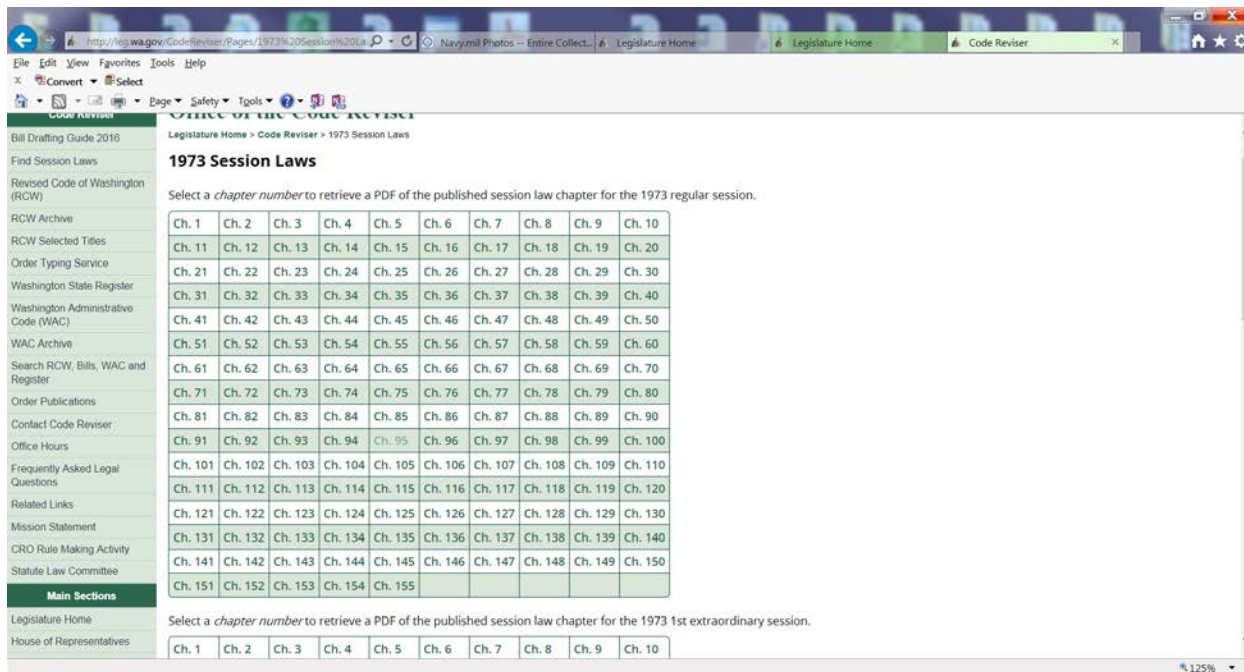 http://leg.wa.gov/CodeReviser/Pages/1973%20Session%20La
Navy.mil Photos -- Entire Collect...
Legislature Home
Legislature Home
Code Reviser
File Edit View Favorites Tools Help
x Convert Select
Page Safety Tools
Code Reviser
Office of the Code Reviser
Bill Drafting Guide 2016
Find Session Laws
Revised Code of Washington
(RCW)
RCW Archive
RCW Selected Titles
Order Typing Service
Washington State Register
Washington Administrative
Code (WAC)
WAC Archive
Search RCW, Bills, WAC and
Register
Order Publications
Contact Code Reviser
Office Hours
Frequently Asked Legal
Questions
Related Links
Mission Statement
CRO Rule Making Activity
Statute Law Committee
Main Sections
Legislature Home
House of Representatives
Legislature Home > Code Reviser > 1973 Session Laws
1973 Session Laws
Select a chapter number to retrieve a PDF of the published session law chapter for the 1973 regular session.
Ch. 1 Ch. 2 Ch. 3 Ch. 4 Ch. 5 Ch. 6 Ch. 7 Ch. 8 Ch. 9 Ch. 10
Ch. 11 Ch. 12 Ch. 13 Ch. 14 Ch. 15 Ch. 16 Ch. 17 Ch. 18 Ch. 19 Ch. 20
Ch. 21 Ch. 22 Ch. 23 Ch. 24 Ch. 25 Ch. 26 Ch. 27 Ch. 28 Ch. 29 Ch. 30
Ch. 31 Ch. 32 Ch. 33 Ch. 34 Ch. 35 Ch. 36 Ch. 37 Ch. 38 Ch. 39 Ch. 40
Ch. 41 Ch. 42 Ch. 43 Ch. 44 Ch. 45 Ch. 46 Ch. 47 Ch. 48 Ch. 49 Ch. 50
Ch. 51 Ch. 52 Ch. 53 Ch. 54 Ch. 55 Ch. 56 Ch. 57 Ch. 58 Ch. 59 Ch. 60
Ch. 61 Ch. 62 Ch. 63 Ch. 64 Ch. 65 Ch. 66 Ch. 67 Ch. 68 Ch. 69 Ch. 70
Ch. 71 Ch. 72 Ch. 73 Ch. 74 Ch. 75 Ch. 76 Ch. 77 Ch. 78 Ch. 79 Ch. 80
Ch. 81 Ch. 82 Ch. 83 Ch. 84 Ch. 85 Ch. 86 Ch. 87 Ch. 88 Ch. 89 Ch. 90
Ch. 91 Ch. 92 Ch. 93 Ch. 94 Ch. 95 Ch. 96 Ch. 97 Ch. 98 Ch. 99 Ch. 100
Ch. 101 Ch. 102 Ch. 103 Ch. 104 Ch. 105 Ch. 106 Ch. 107 Ch. 108 Ch. 109 Ch. 110
Ch. 111 Ch. 112 Ch. 113 Ch. 114 Ch. 115 Ch. 116 Ch. 117 Ch. 118 Ch. 119 Ch. 120
Ch. 121 Ch. 122 Ch. 123 Ch. 124 Ch. 125 Ch. 126 Ch. 127 Ch. 128 Ch. 129 Ch. 130
Ch. 131 Ch. 132 Ch. 133 Ch. 134 Ch. 135 Ch. 136 Ch. 137 Ch. 138 Ch. 139 Ch. 140
Ch. 141 Ch. 142 Ch. 143 Ch. 144 Ch. 145 Ch. 146 Ch. 147 Ch. 148 Ch. 149 Ch. 150
Ch. 151 Ch. 152 Ch. 153 Ch. 154 Ch. 155
Select a chapter number to retrieve a PDF of the published session law chapter for the 1973 1st extraordinary session.
Ch. 1 Ch. 2 Ch. 3 Ch. 4 Ch. 5 Ch. 6 Ch. 7 Ch. 8 Ch. 9 Ch. 10
125%